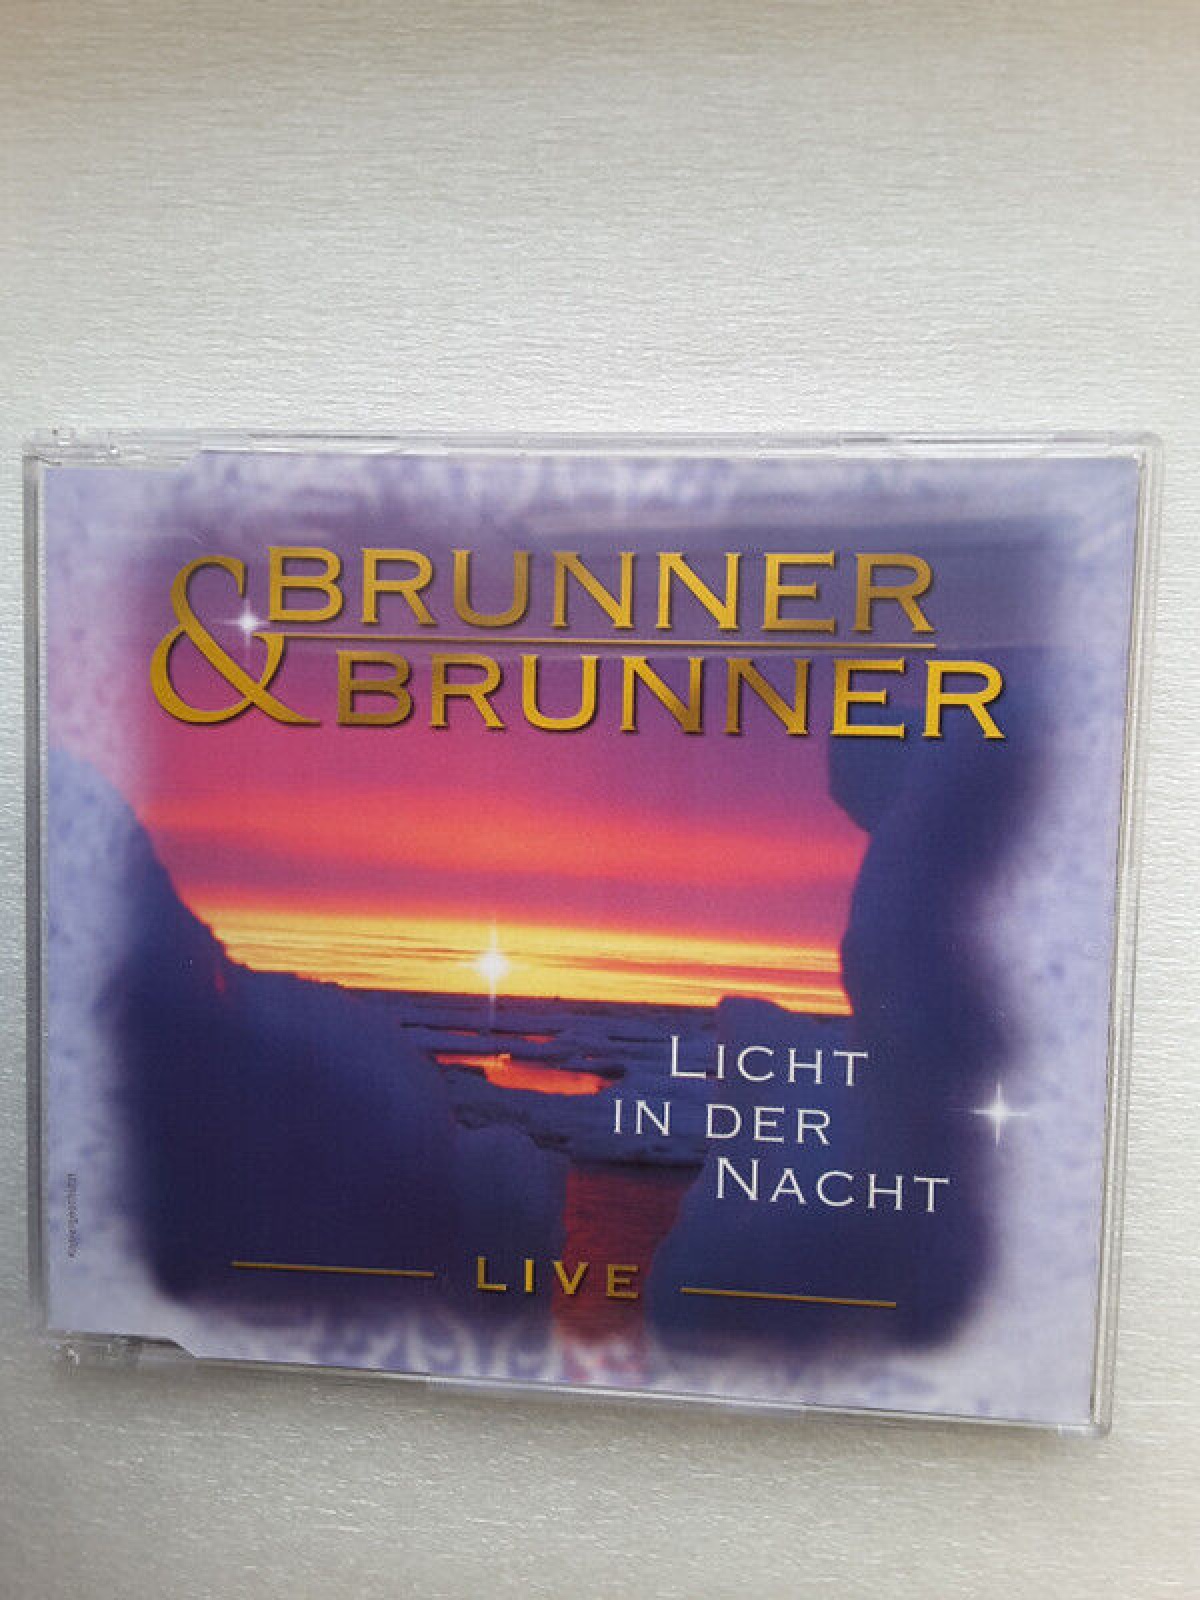 BRUNNER
& BRUNNER
LICHT
IN DER
NACHT
LIVE